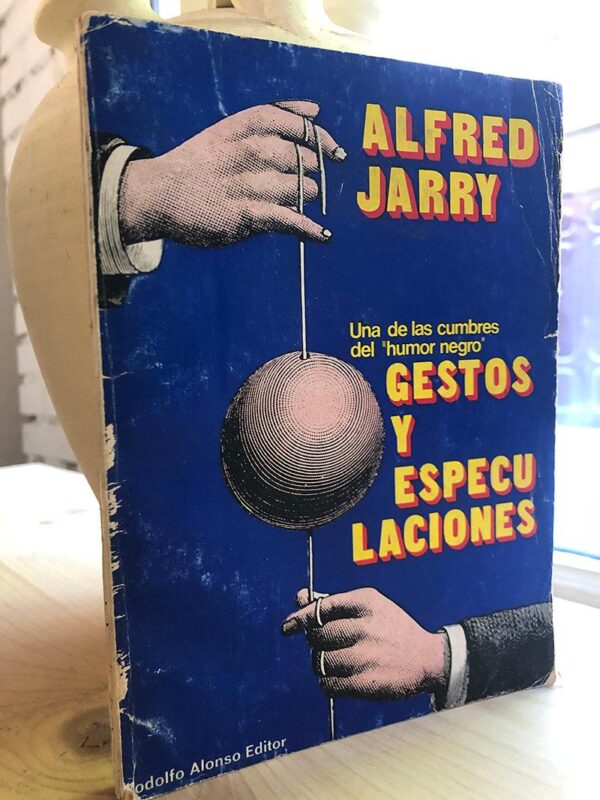 ALFRED
JARRY
Una de las cumbres
del "humor negro"
GESTOS
Y
ESPECU
LACIONES
odolfo Alonso Editor